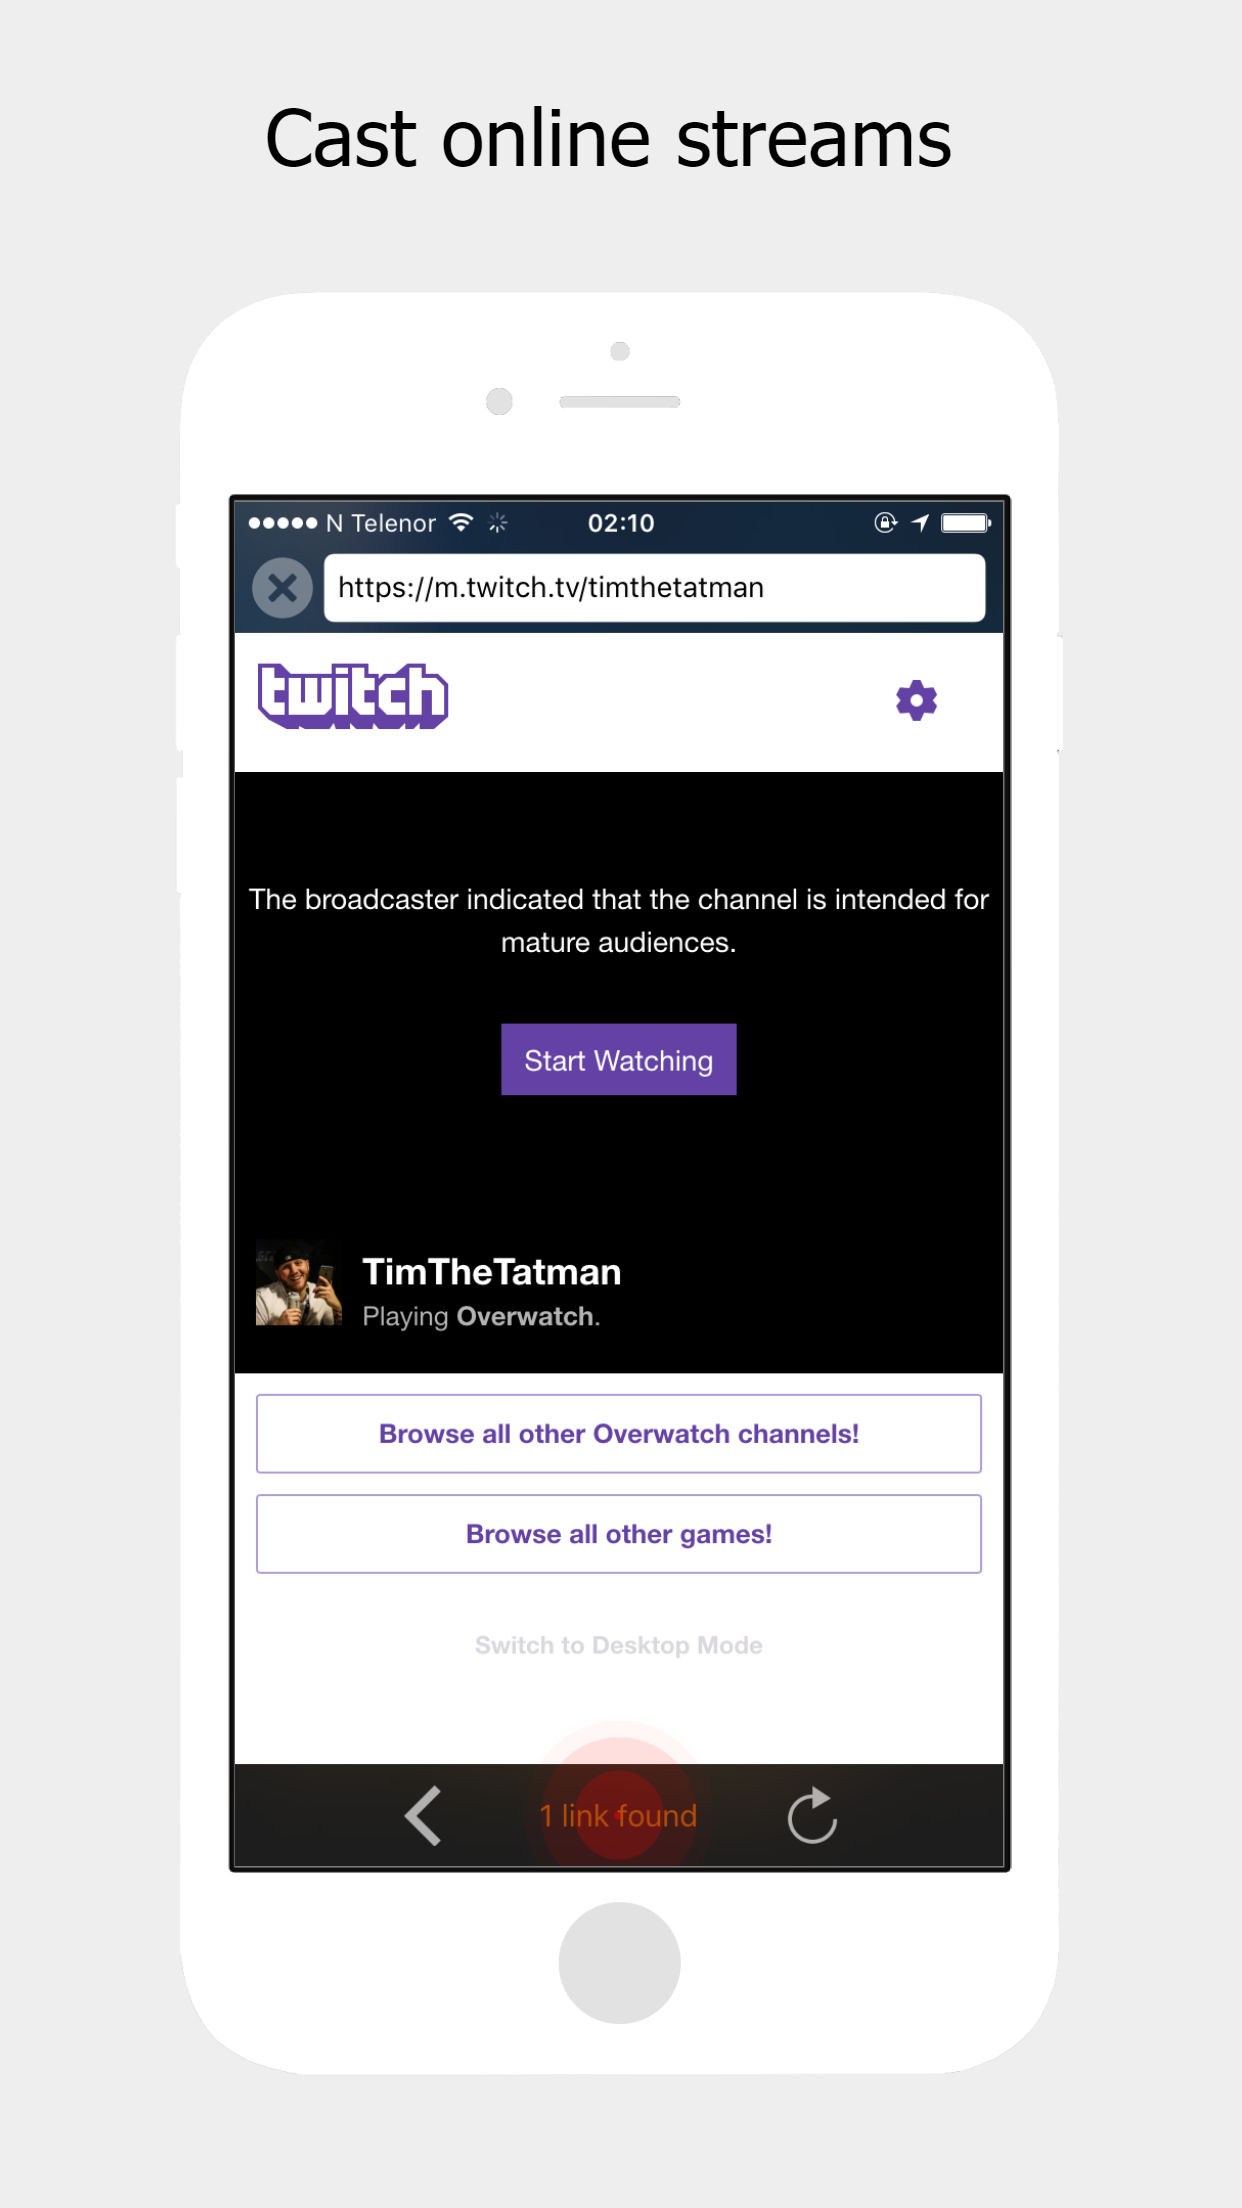 Cast online streams
N Telenor 02:10
https://m.twitch.tv/timthetatman
twitch
The broadcaster indicated that the channel is intended for
mature audiences.
Start Watching
TimTheTatman
Playing Overwatch.
Browse all other Overwatch channels!
Browse all other games!
Switch to Desktop Mode
1 link found